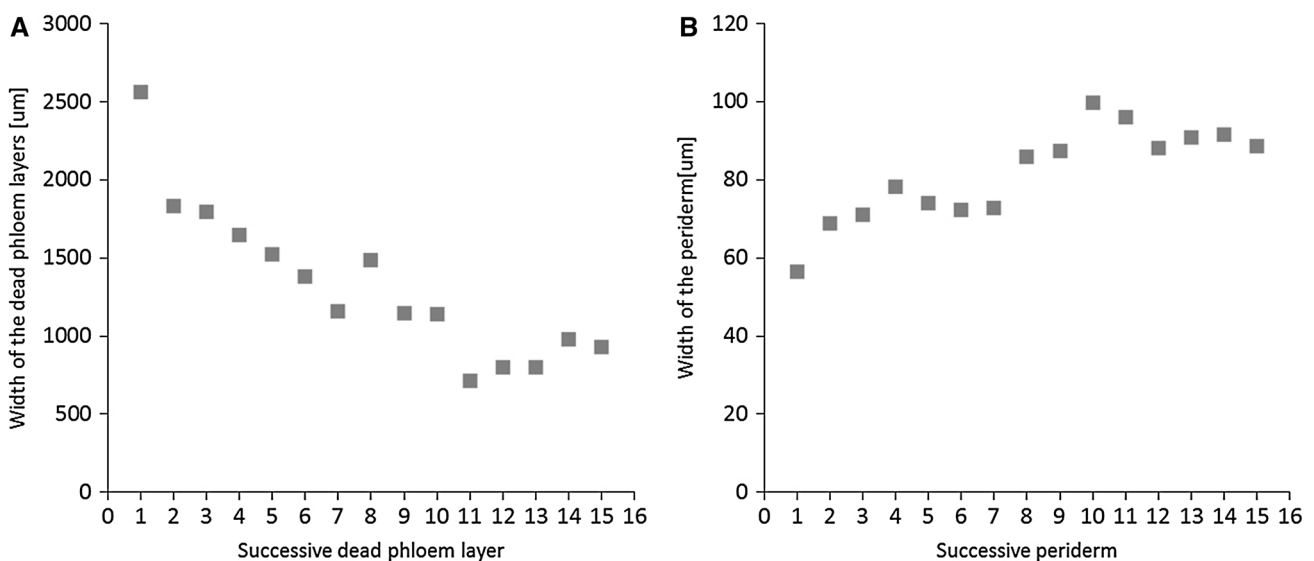 A
Width of the dead phloem layers [um]
3000
2500
2000
1500
1000
500
0
0 1 2 3 4 5 6 7 8 9 10 11 12 13 14 15 16
Successive dead phloem layer
B
Width of the periderm[um]
120
100
80
60
40
20
0
0 1 2 3 4 5 6 7 8 9 10 11 12 13 14 15 16
Successive periderm